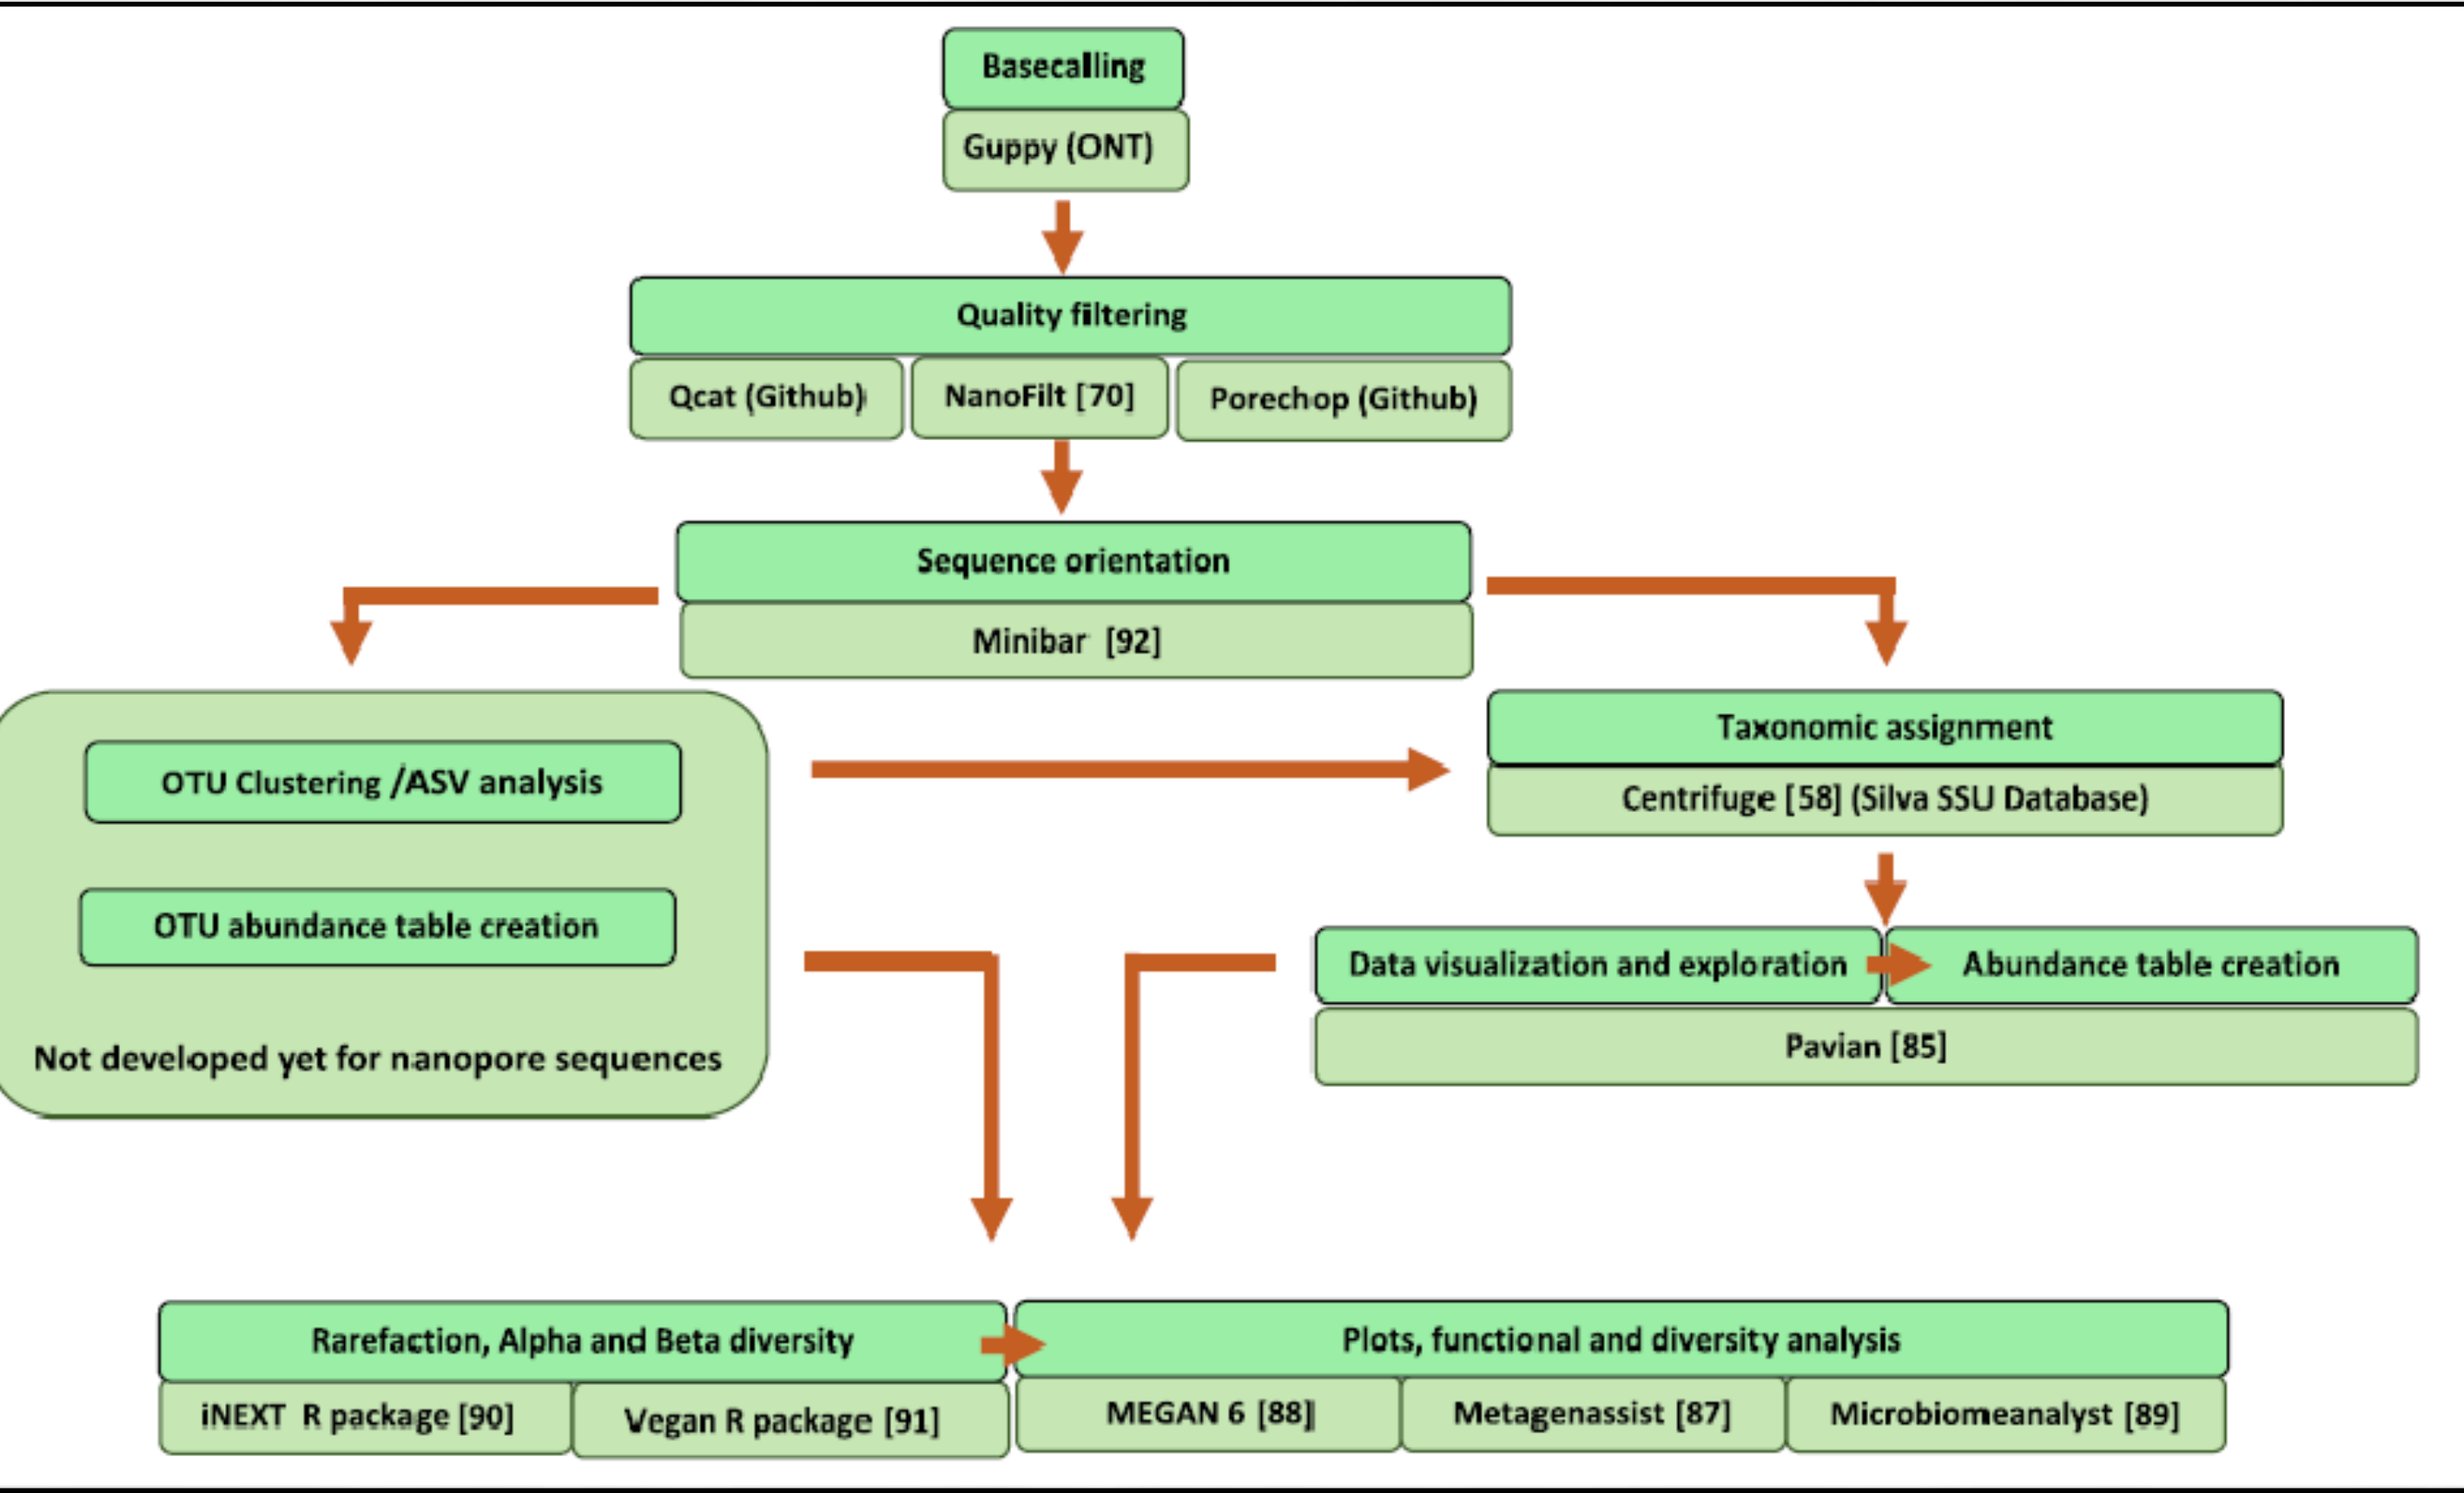 Basecalling
Guppy (ONT)
Quality filtering
Qcat (Github)
NanoFilt [70]
Porechop (Github)
Sequence orientation
Minibar [92]
OTU Clustering /ASV analysis
OTU abundance table creation
Not developed yet for nanopore sequences
Taxonomic assignment
Centrifuge [58] (Silva SSU Database)
Data visualization and exploration
Abundance table creation
Pavian [85]
Rarefaction, Alpha and Beta diversity
iNEXT R package [90]
Vegan R package [91]
Plots, functional and diversity analysis
MEGAN 6 [88]
Metagenassist [87]
Microbiomeanalyst [89]